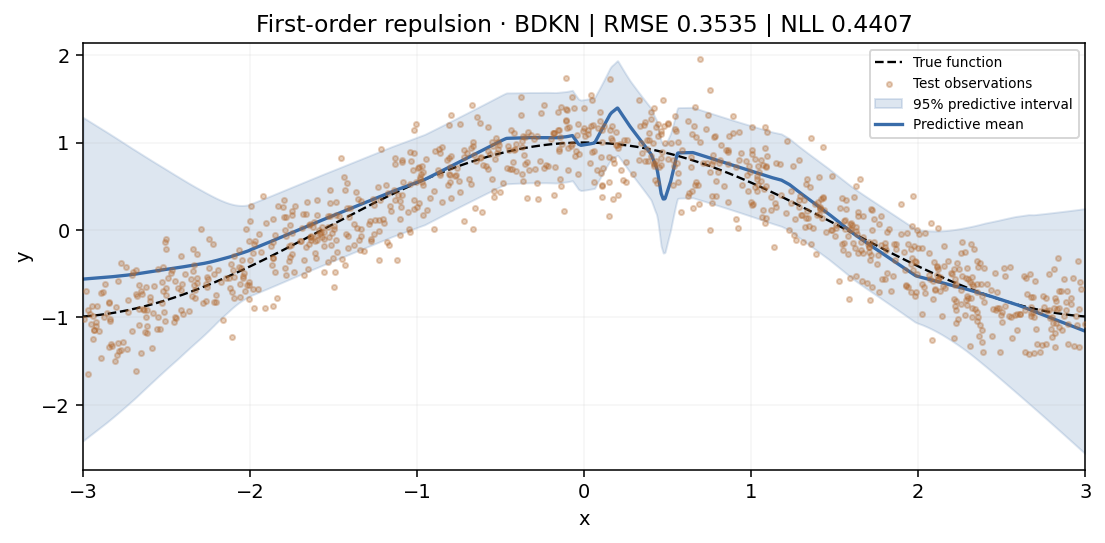 First-order repulsion · BDKN | RMSE 0.3535 | NLL 0.4407
True function
Test observations
95% predictive interval
Predictive mean
y
2
1
0
−1
−2
−3
−2
−1
0
1
2
3
x